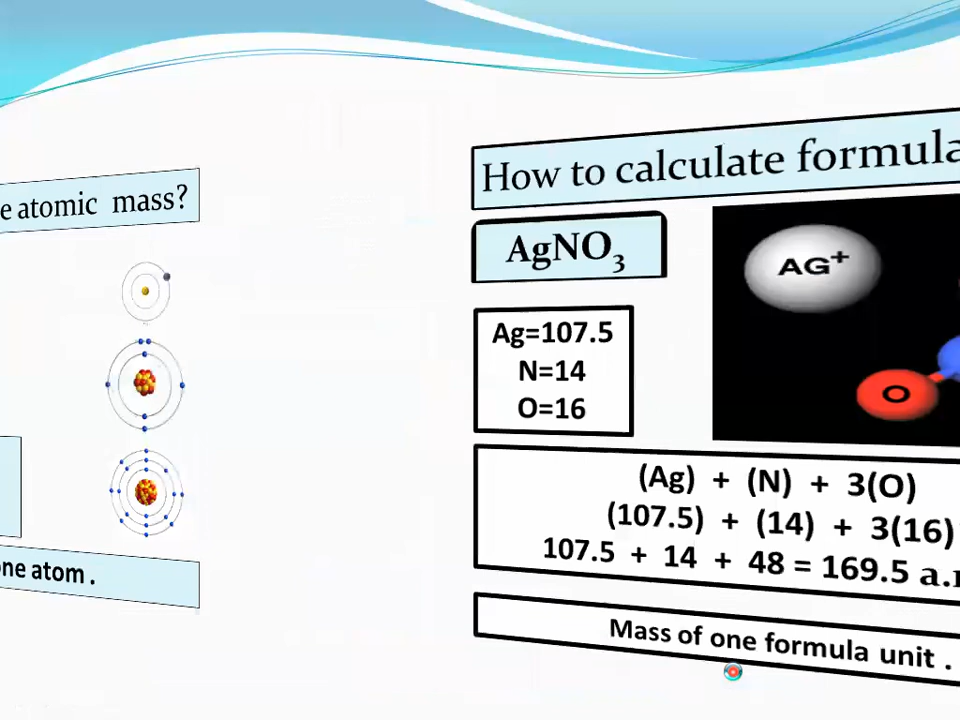 e atomic mass?
one atom .
How to calculate formula
AgNO3
Ag=107.5
N=14
O=16
AG+
O
(Ag) + (N) + 3(O)
(107.5) + (14) + 3(16)
107.5 + 14 + 48 = 169.5 a.
Mass of one formula unit .